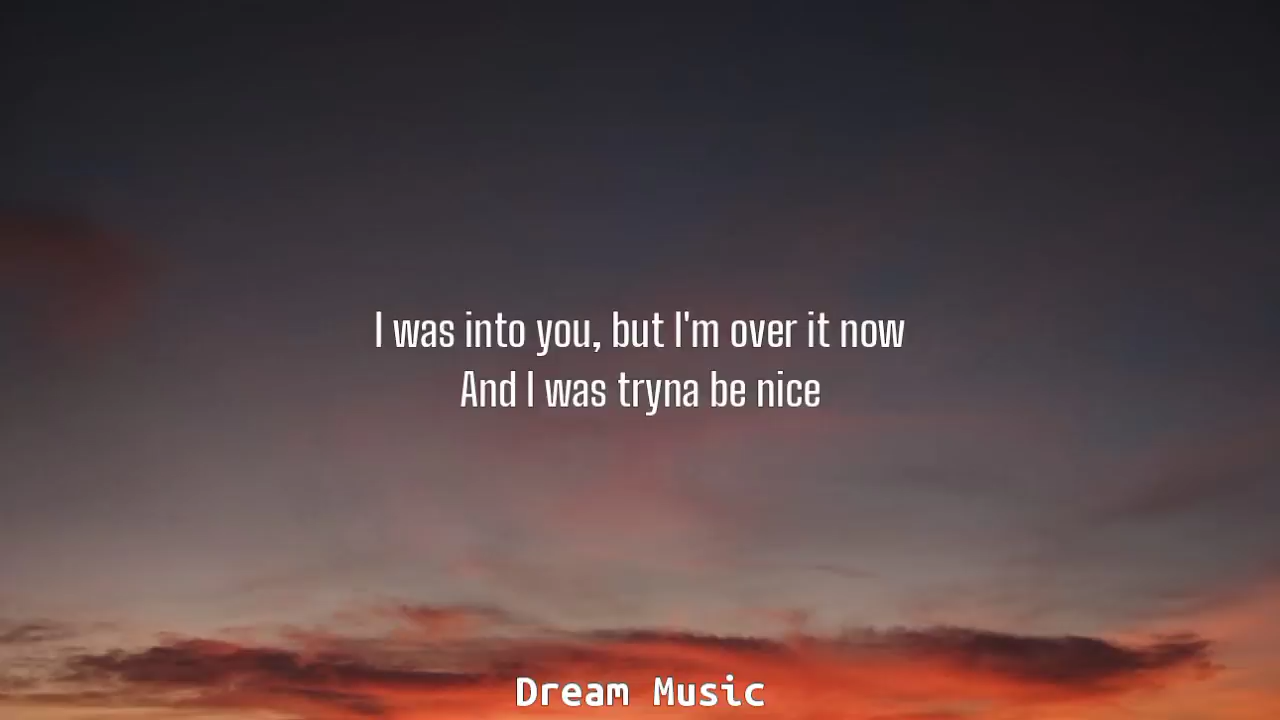 I was into you, but I'm over it now
And I was tryna be nice
Dream Music